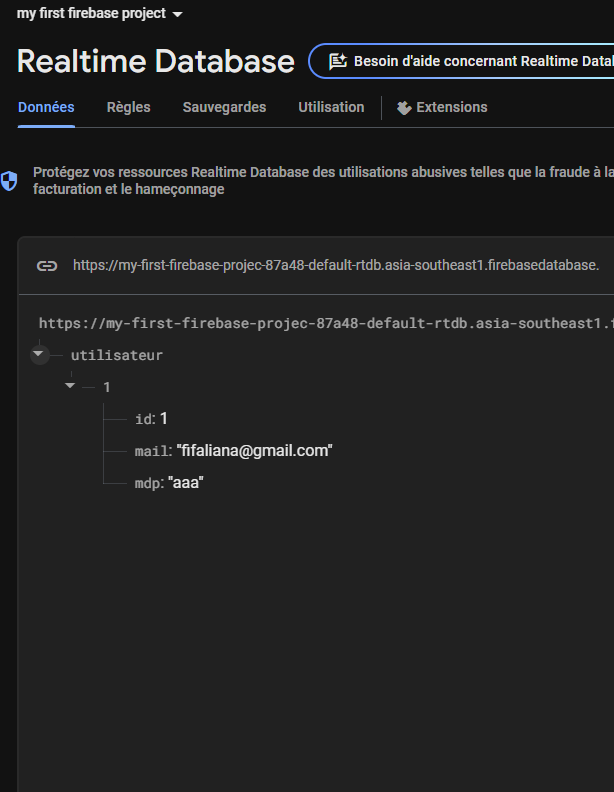 my first firebase project
Realtime Database
Besoin d'aide concernant Realtime Datal
Données Règles Sauvegardes Utilisation Extensions
Protégez vos ressources Realtime Database des utilisations abusives telles que la fraude à la
facturation et le hameçonnage
https://my-first-firebase-projec-87a48-default-rtdb.asia-southeast1.firebasedatabase.
https://my-first-firebase-projec-87a48-default-rtdb.asia-southeast1.f
utilisateur
1
id: 1
mail: "fifaliana@gmail.com"
mdp: "aaa"